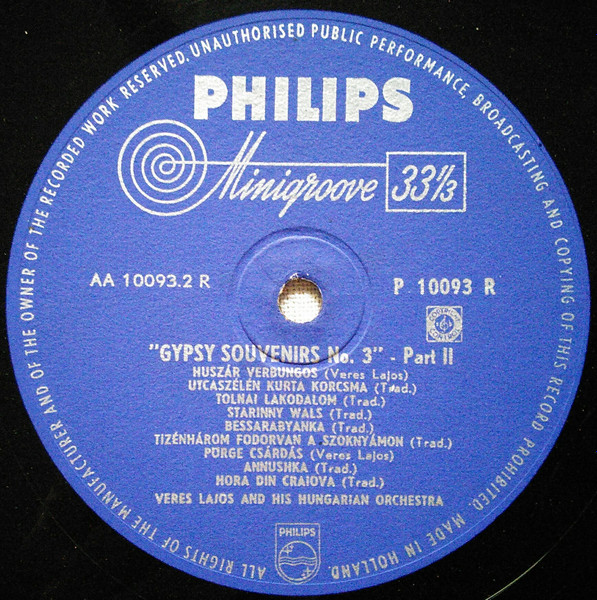 ALL RIGHTS OF THE MANUFACTURER AND OF THE OWNER OF THE RECORDED WORK RESERVED. UNAUTHORISED PUBLIC PERFORMANCE, BROADCASTING AND COPYING OF THIS RECORD PROHIBITED. MADE IN HOLLAND.
PHILIPS
Minigroove 33⅓
AA 10093.2 R
P 10093 R
"GYPSY SOUVENIRS No. 3" - Part II
HUSZÁR VERBUNGOS (Veres Lajos)
UTCASZÉLÉN KURTA KORCSMA (Trad.)
TOLNAI LAKODALOM (Trad.)
STARINNY WALS (Trad.)
BESSARABYANKA (Trad.)
TIZÉNHÁROM FODORVAN A SZOKNYÁMON (Trad.)
PÜRGE CSÁRDÁS (Veres Lajos)
ANNUSHKA (Trad.)
HORA DIN CRAIOVA (Trad.)
VERES LAJOS AND HIS HUNGARIAN ORCHESTRA
PHILIPS